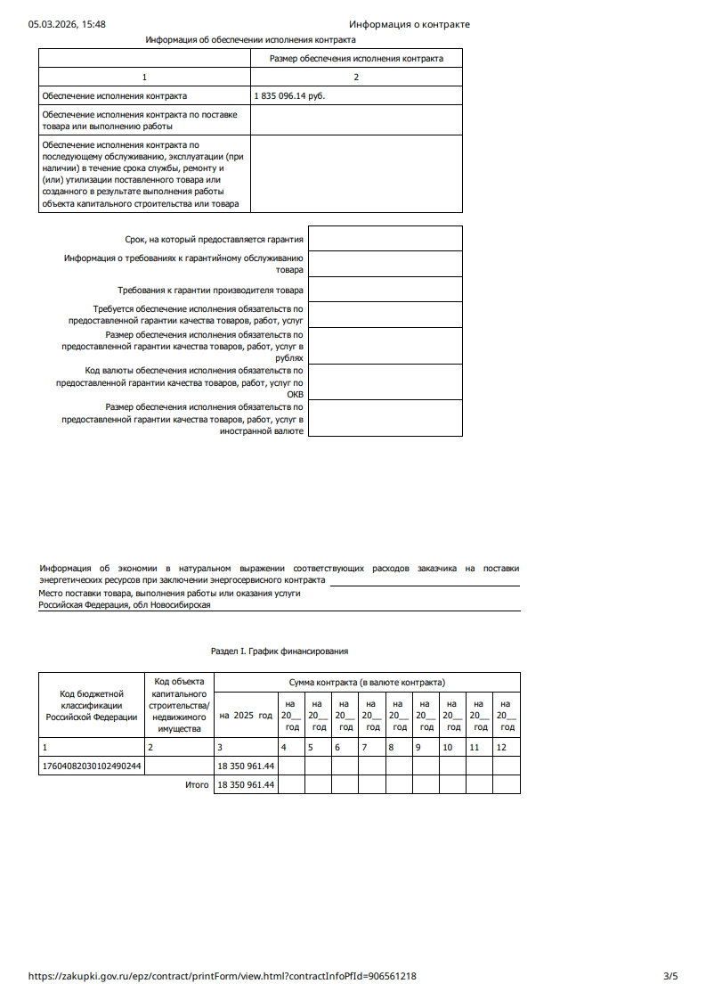 05.03.2026, 15:48 Информация о контракте
Информация об обеспечении исполнения контракта
Размер обеспечения исполнения контракта
1 2
Обеспечение исполнения контракта 1 835 096.14 руб.
Обеспечение исполнения контракта по поставке
товара или выполнению работы
Обеспечение исполнения контракта по
последующему обслуживанию, эксплуатации (при
наличии) в течение срока службы, ремонту и
(или) утилизации поставленного товара или
созданного в результате выполнения работы
объекта капитального строительства или товара
Срок, на который предоставляется гарантия
Информация о требованиях к гарантийному обслуживанию
товара
Требования к гарантии производителя товара
Требуется обеспечение исполнения обязательств по
предоставленной гарантии качества товаров, работ, услуг
Размер обеспечения исполнения обязательств по
предоставленной гарантии качества товаров, работ, услуг в
рублях
Код валюты обеспечения исполнения обязательств по
предоставленной гарантии качества товаров, работ, услуг по
ОКВ
Размер обеспечения исполнения обязательств по
предоставленной гарантии качества товаров, работ, услуг в
иностранной валюте
Информация об экономии в натуральном выражении соответствующих расходов заказчика на поставки
энергетических ресурсов при заключении энергосервисного контракта
Место поставки товара, выполнения работы или оказания услуги
Российская Федерация, обл Новосибирская
Раздел I. График финансирования
Код бюджетной
классификации
Российской Федерации
Код объекта
капитального
строительства/
недвижимого
имущества
Сумма контракта (в валюте контракта)
на 2025 год
на на на на на на на на на
20__ 20__ 20__ 20__ 20__ 20__ 20__ 20__ 20__
год год год год год год год год год
1 2 3 4 5 6 7 8 9 10 11 12
17604082030102490244 18 350 961.44
Итого 18 350 961.44
https://zakupki.gov.ru/epz/contract/printForm/view.html?contractInfoPfId=906561218 3/5